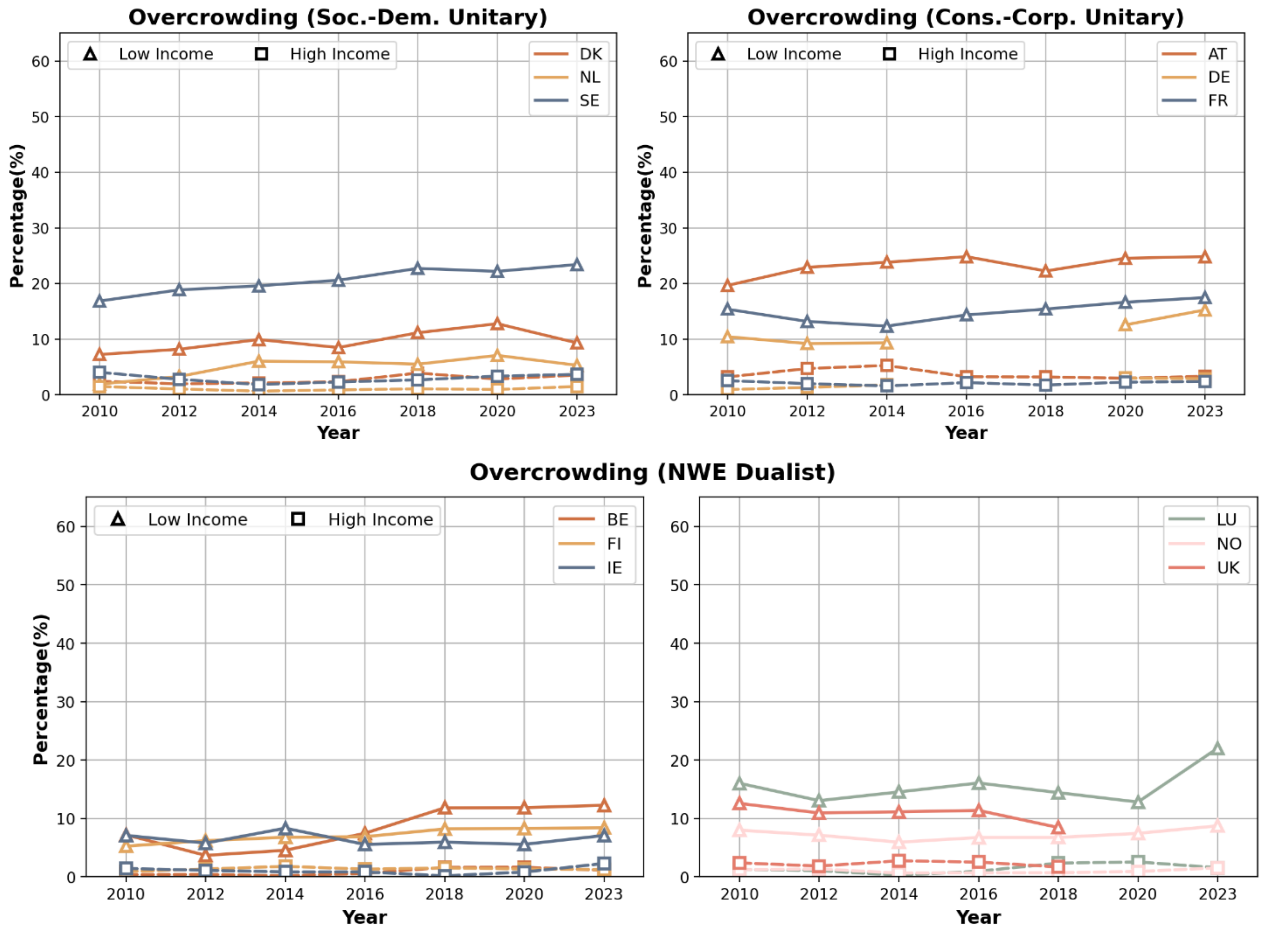 Overcrowding (Soc.-Dem. Unitary)
Low Income
High Income
DK
NL
SE
60
50
40
30
20
10
0
Percentage(%)
2010 2012 2014 2016 2018 2020 2023
Year
Overcrowding (Cons.-Corp. Unitary)
Low Income
High Income
AT
DE
FR
60
50
40
30
20
10
0
Percentage(%)
2010 2012 2014 2016 2018 2020 2023
Year
Overcrowding (NWE Dualist)
Low Income
High Income
BE
FI
IE
60
50
40
30
20
10
0
Percentage(%)
2010 2012 2014 2016 2018 2020 2023
Year
LU
NO
UK
60
50
40
30
20
10
0
2010 2012 2014 2016 2018 2020 2023
Year